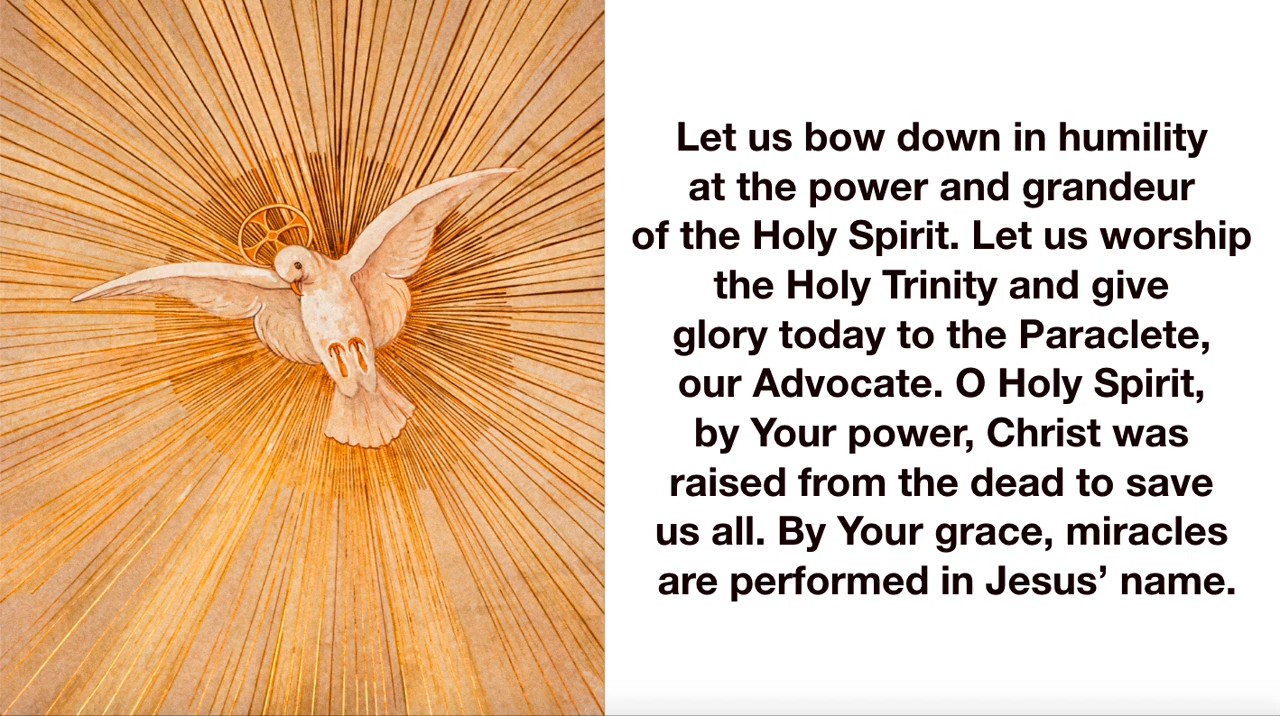 Let us bow down in humility
at the power and grandeur
of the Holy Spirit. Let us worship
the Holy Trinity and give
glory today to the Paraclete,
our Advocate. O Holy Spirit,
by Your power, Christ was
raised from the dead to save
us all. By Your grace, miracles
are performed in Jesus’ name.